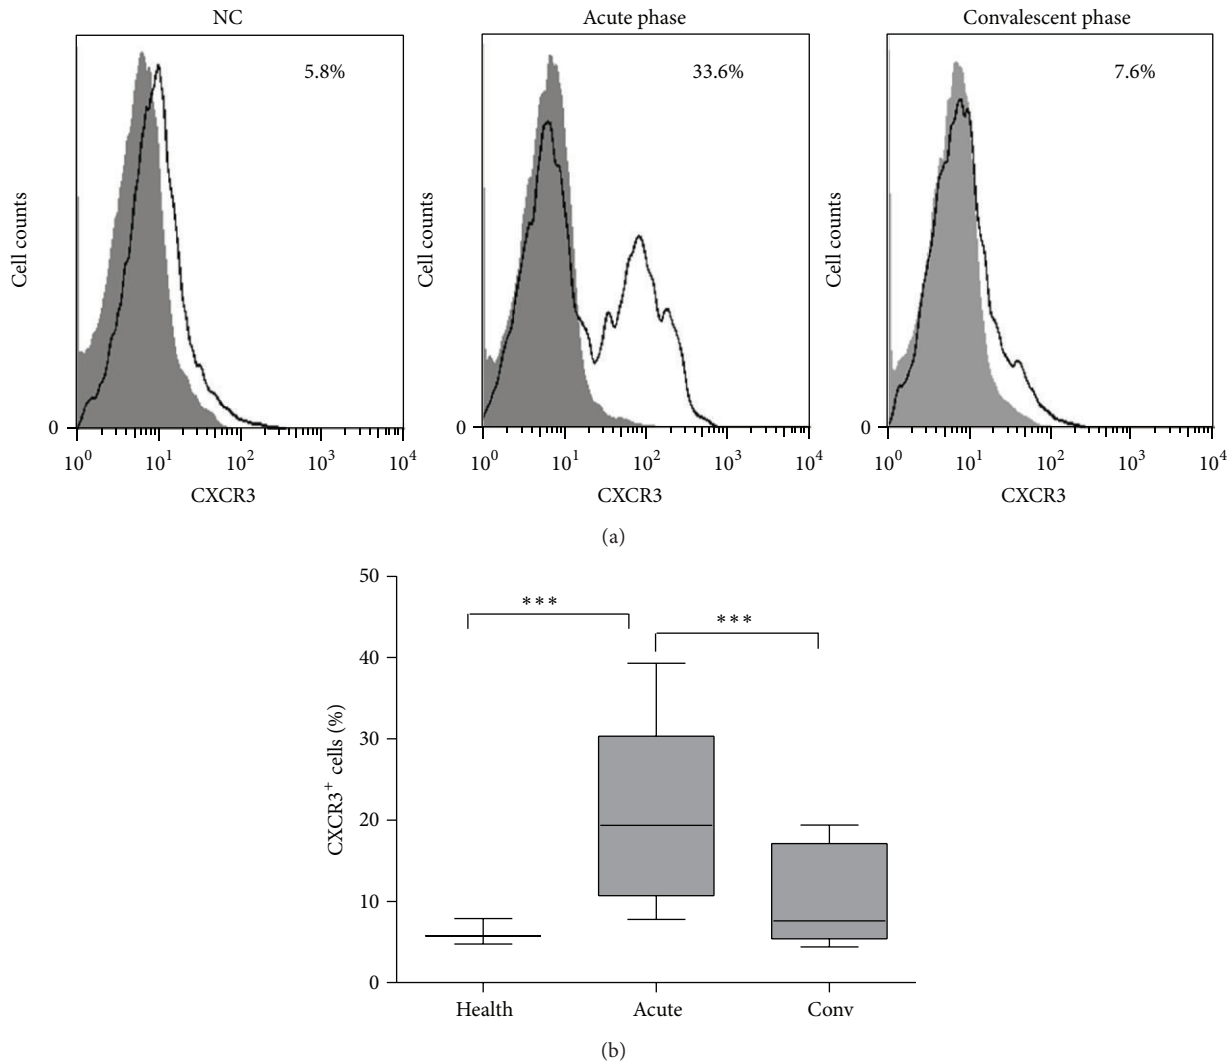 NC
Acute phase
Convalescent phase
5.8%
33.6%
7.6%
Cell counts
Cell counts
Cell counts
0
0
0
10⁰ 10¹ 10² 10³ 10⁴
10⁰ 10¹ 10² 10³ 10⁴
10⁰ 10¹ 10² 10³ 10⁴
CXCR3
CXCR3
CXCR3
(a)
50
40
30
20
10
0
CXCR3⁺ cells (%)
***
***
Health
Acute
Conv
(b)